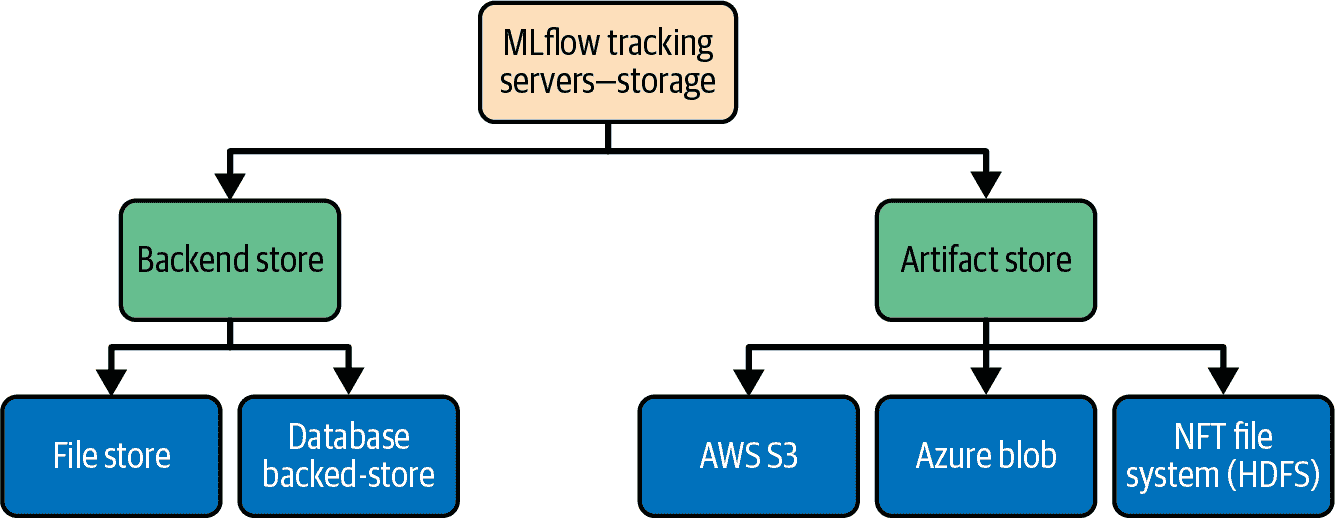 MLflow tracking
servers—storage
Backend store
Artifact store
File store
Database
backed-store
AWS S3
Azure blob
NFT file
system (HDFS)